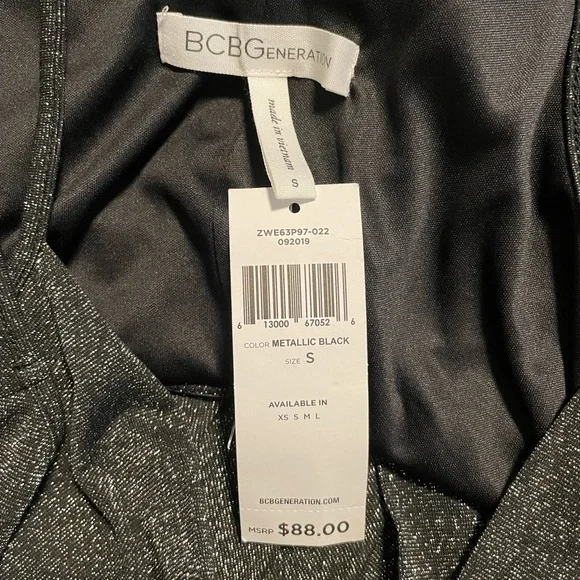 BCBGENERATION
made in vietnam
S
ZWE63P97-022
092019
6 13000 67052 6
COLOR METALLIC BLACK
SIZE S
AVAILABLE IN
XS S M L
BCBGENERATION.COM
MSRP $88.00